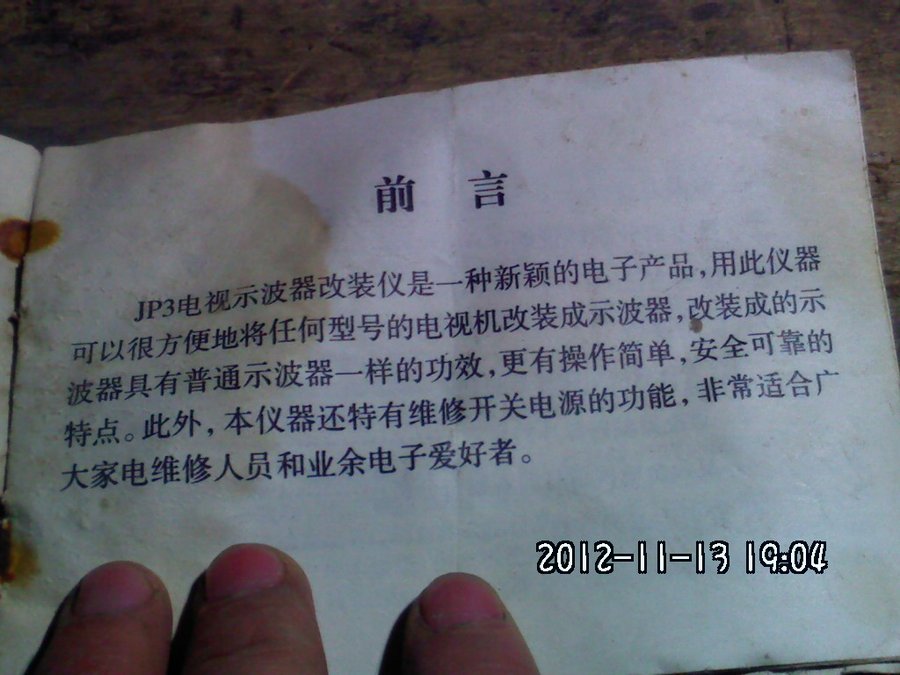 前 言
JP3电视示波器改装仪是一种新颖的电子产品,用此仪器
可以很方便地将任何型号的电视机改装成示波器,改装成的示
波器具有普通示波器一样的功效,更有操作简单,安全可靠的
特点。此外,本仪器还特有维修开关电源的功能,非常适合广
大家电维修人员和业余电子爱好者。
2012-11-13 19:04